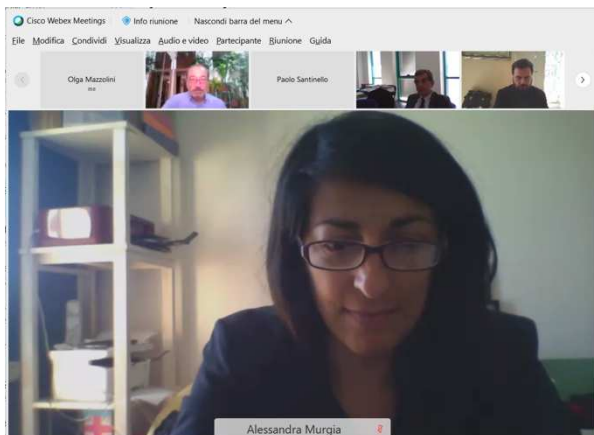 Cisco Webex Meetings Info riunione Nascondi barra del menu
File Modifica Condividi Visualizza Audio e video Partecipante Riunione Guida
Olga Mazzolini
Paolo Santinello
Alessandra Murgia